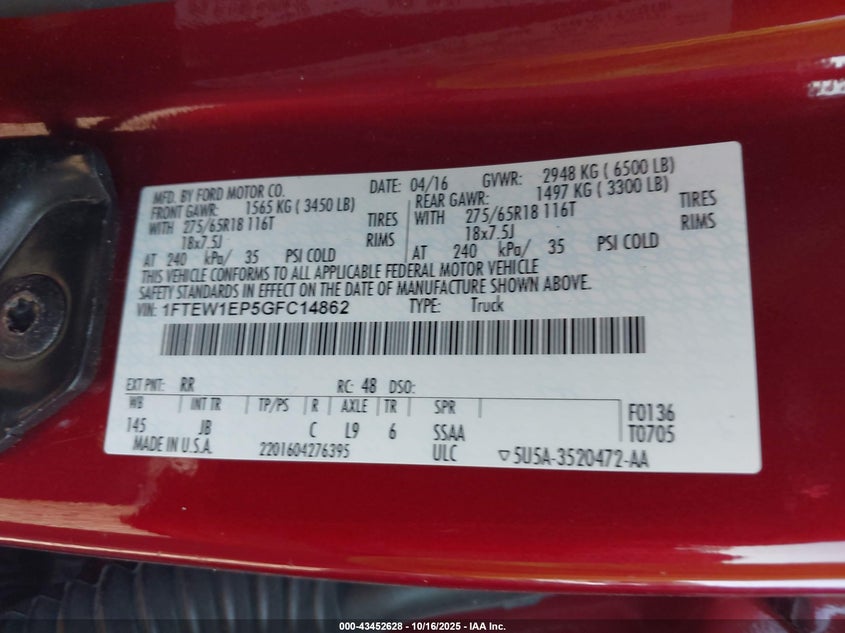 MFD. BY FORD MOTOR CO. DATE: 04/16 GVWR: 2948 KG ( 6500 LB)
FRONT GAWR: 1565 KG ( 3450 LB) REAR GAWR: 1497 KG ( 3300 LB)
WITH 275/65R18 116T TIRES WITH 275/65R18 116T TIRES
18x7.5J RIMS 18x7.5J RIMS
AT 240 kPa/ 35 PSI COLD AT 240 kPa/ 35 PSI COLD
THIS VEHICLE CONFORMS TO ALL APPLICABLE FEDERAL MOTOR VEHICLE
SAFETY STANDARDS IN EFFECT ON THE DATE OF MANUFACTURE SHOWN ABOVE.
VIN: 1FTEW1EP5GFC14862 TYPE: Truck
EXT PNT: RR RC: 48 DSO:
WB INT TR TP/PS R AXLE TR SPR F0136
145 JB C L9 6 SSAA T0705
MADE IN U.S.A. 2201604276395 ULC ▽5U5A-3520472-AA
000-43452628 - 10/16/2025 - IAA Inc.